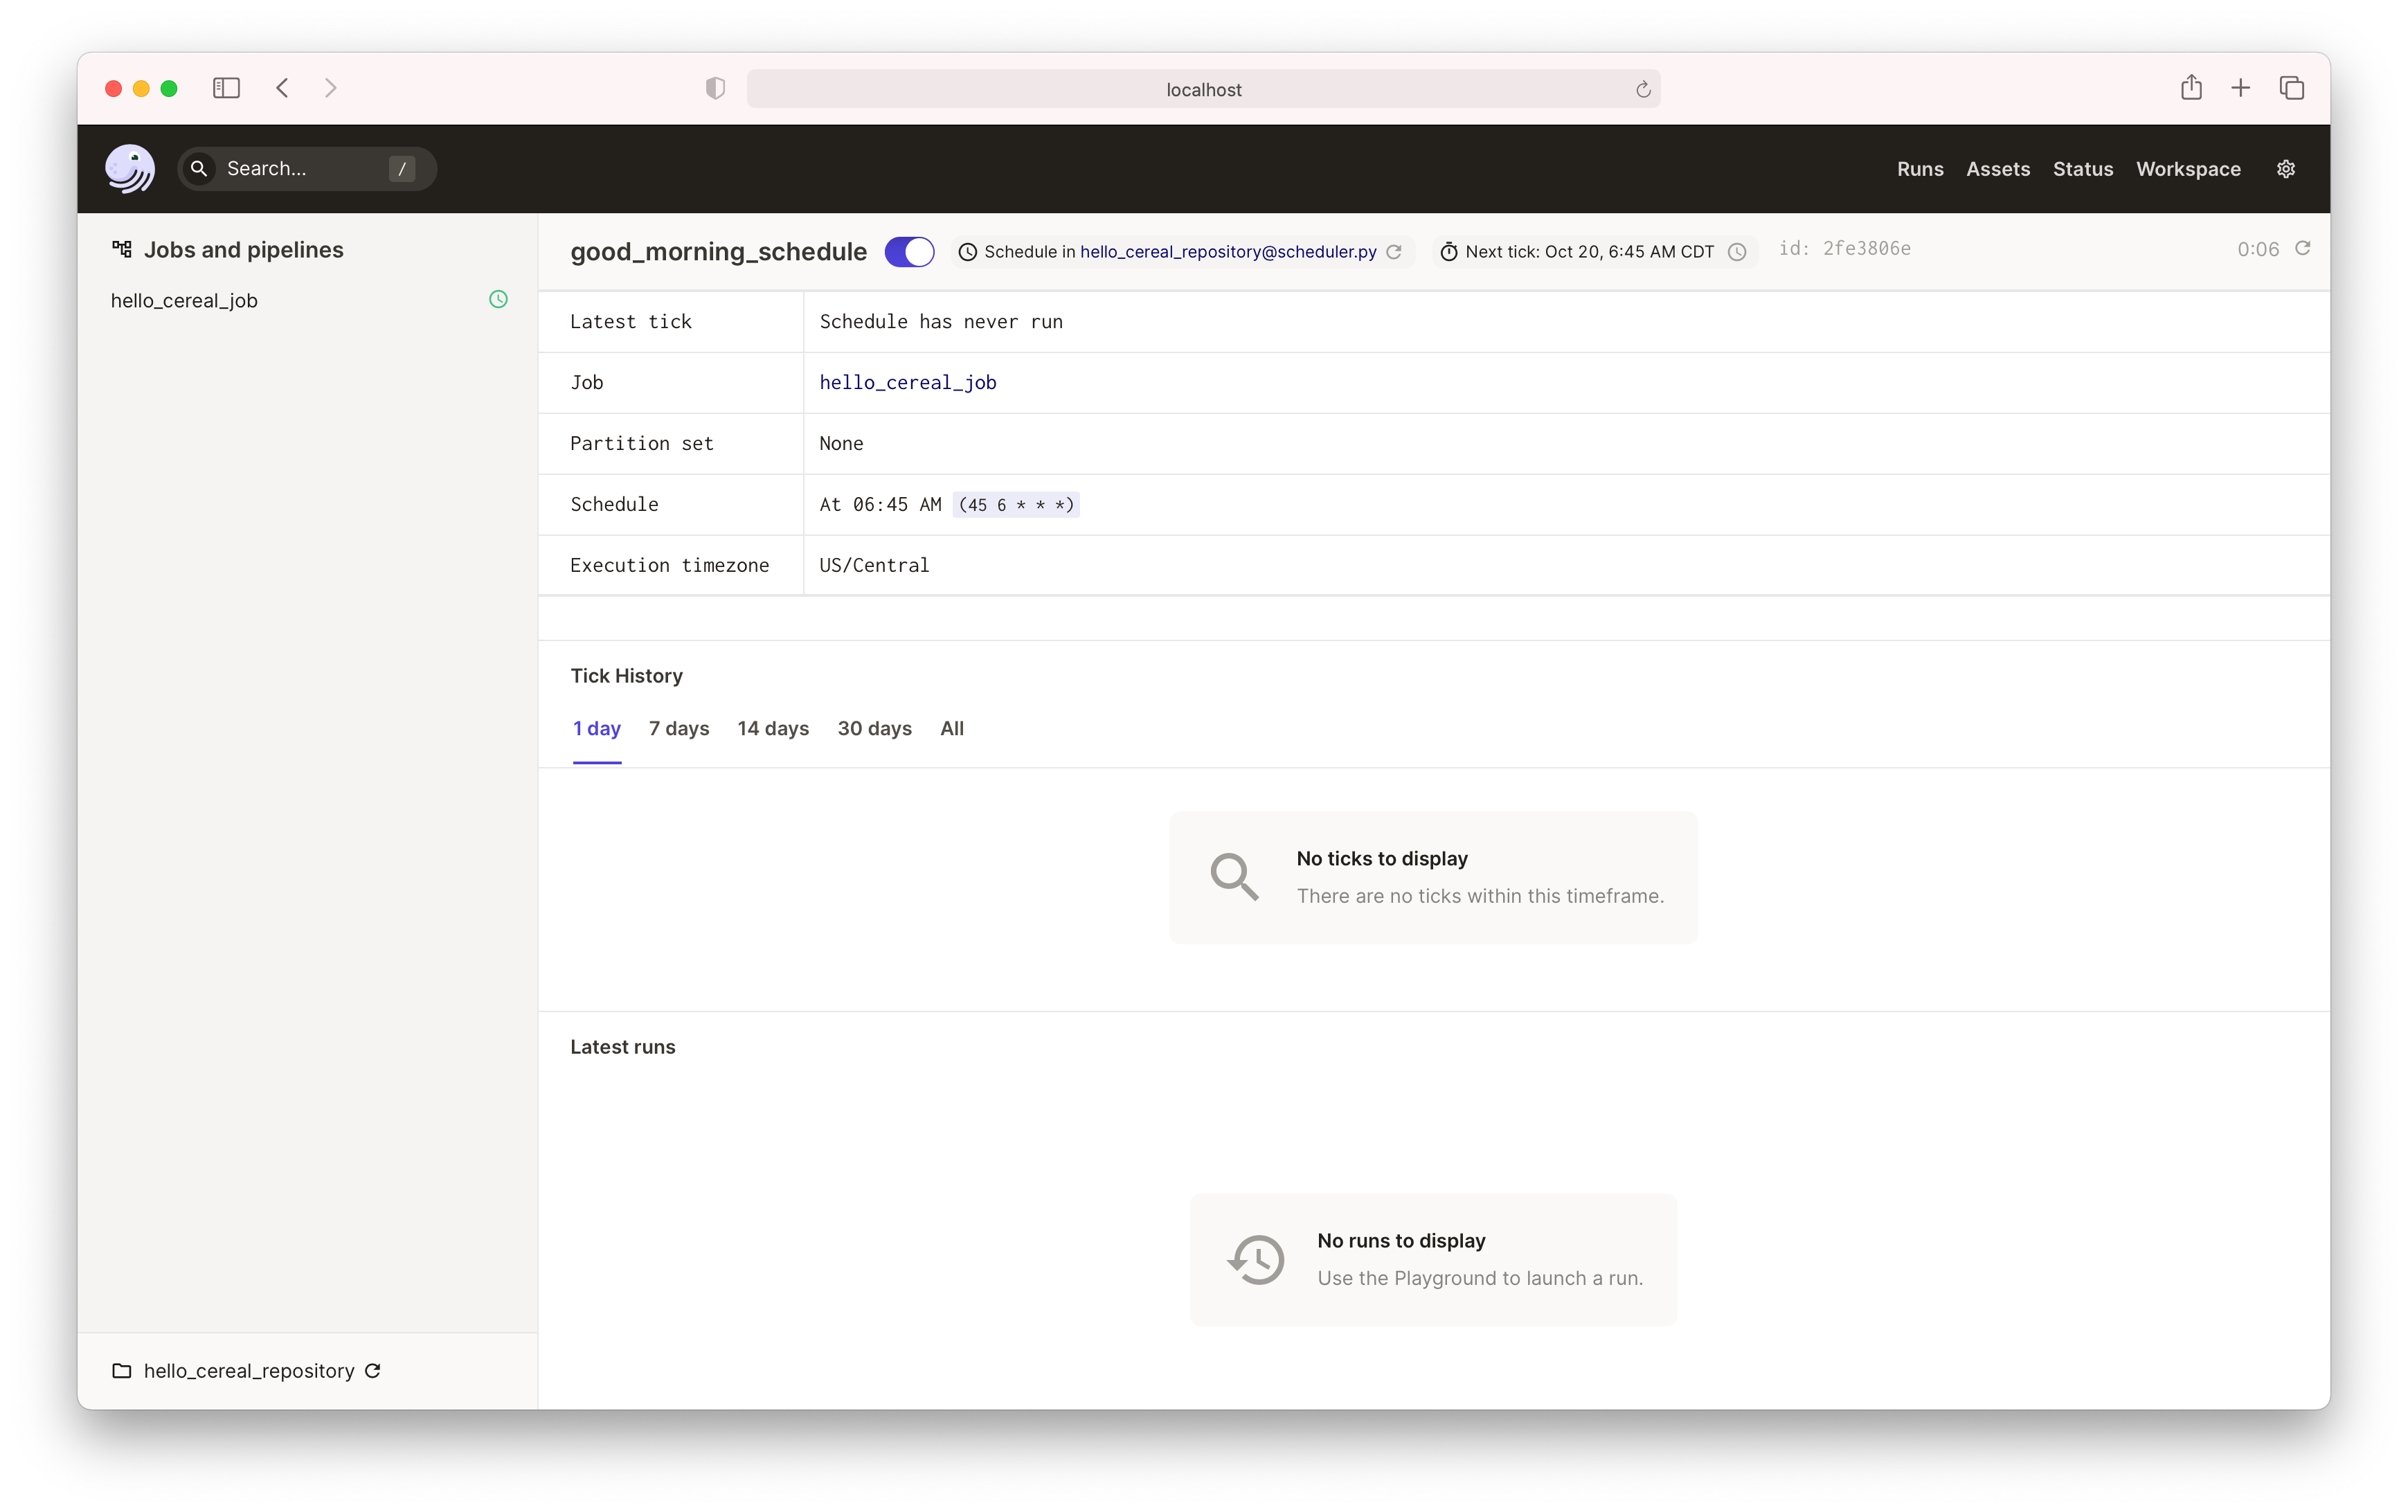 localhost
Search... /
Runs Assets Status Workspace
Jobs and pipelines
hello_cereal_job
good_morning_schedule Schedule in hello_cereal_repository@scheduler.py Next tick: Oct 20, 6:45 AM CDT id: 2fe3806e 0:06
Latest tick Schedule has never run
Job hello_cereal_job
Partition set None
Schedule At 06:45 AM (45 6 * * *)
Execution timezone US/Central
Tick History
1 day 7 days 14 days 30 days All
No ticks to display
There are no ticks within this timeframe.
Latest runs
No runs to display
Use the Playground to launch a run.
hello_cereal_repository